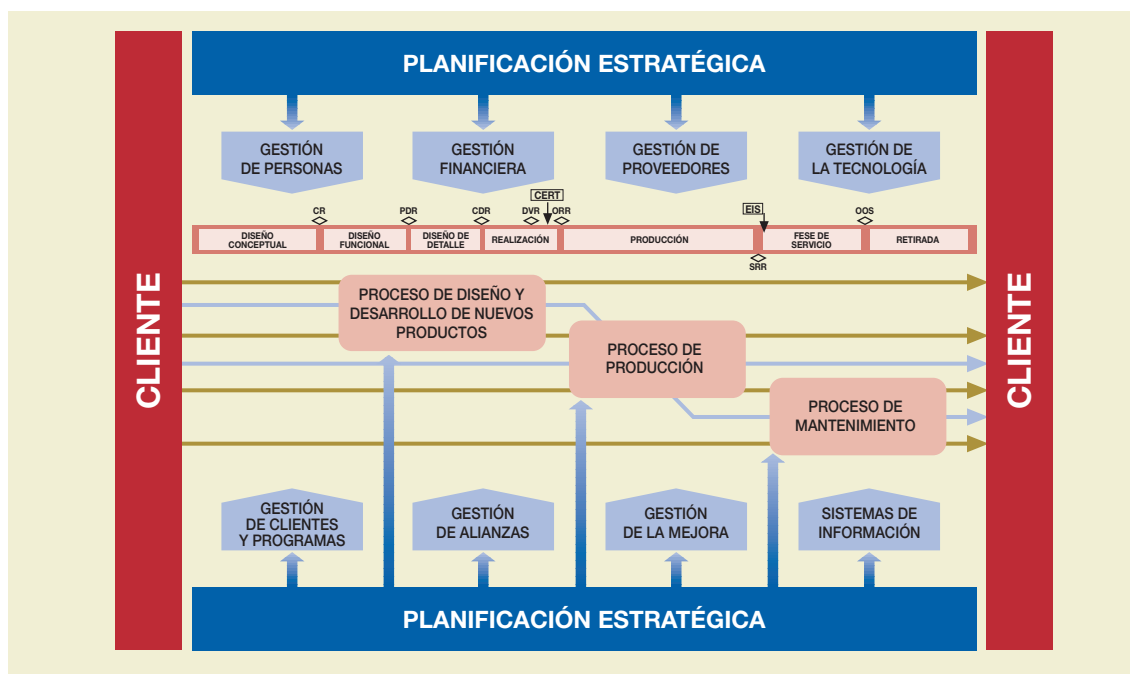 PLANIFICACIÓN ESTRATÉGICA
CLIENTE
CLIENTE
GESTIÓN
DE PERSONAS
GESTIÓN
FINANCIERA
GESTIÓN DE
PROVEEDORES
GESTIÓN DE
LA TECNOLOGÍA
CERT
CR
PDR
CDR
DVR
ORR
EIS
OOS
DISEÑO
CONCEPTUAL
DISEÑO
FUNCIONAL
DISEÑO DE
DETALLE
REALIZACIÓN
PRODUCCIÓN
FESE DE
SERVICIO
RETIRADA
SRR
PROCESO DE DISEÑO Y
DESARROLLO DE NUEVOS
PRODUCTOS
PROCESO DE
PRODUCCIÓN
PROCESO DE
MANTENIMIENTO
GESTIÓN
DE CLIENTES
Y PROGRAMAS
GESTIÓN
DE ALIANZAS
GESTIÓN
DE LA MEJORA
SISTEMAS DE
INFORMACIÓN
PLANIFICACIÓN ESTRATÉGICA